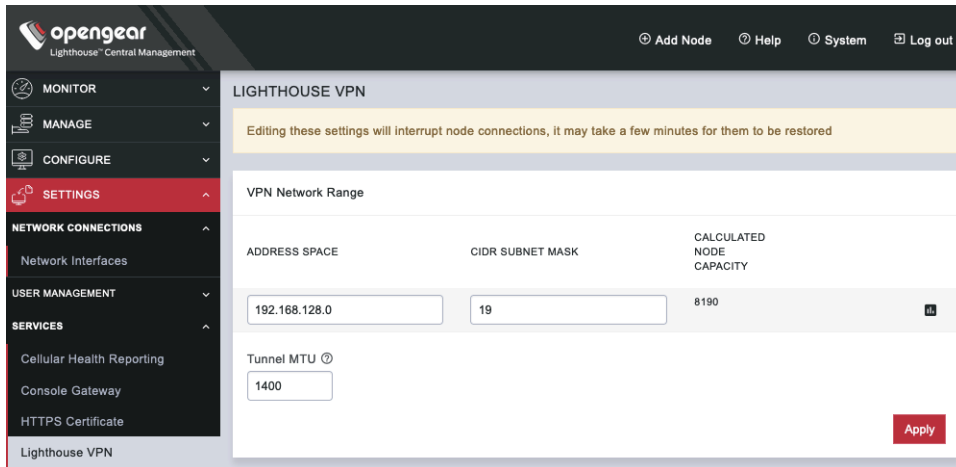 opengear
Lighthouse™ Central Management
Add Node
Help
System
Log out
MONITOR
MANAGE
CONFIGURE
SETTINGS
NETWORK CONNECTIONS
Network Interfaces
USER MANAGEMENT
SERVICES
Cellular Health Reporting
Console Gateway
HTTPS Certificate
Lighthouse VPN
LIGHTHOUSE VPN
Editing these settings will interrupt node connections, it may take a few minutes for them to be restored
VPN Network Range
ADDRESS SPACE
CIDR SUBNET MASK
CALCULATED
NODE
CAPACITY
192.168.128.0
19
8190
Tunnel MTU
1400
Apply